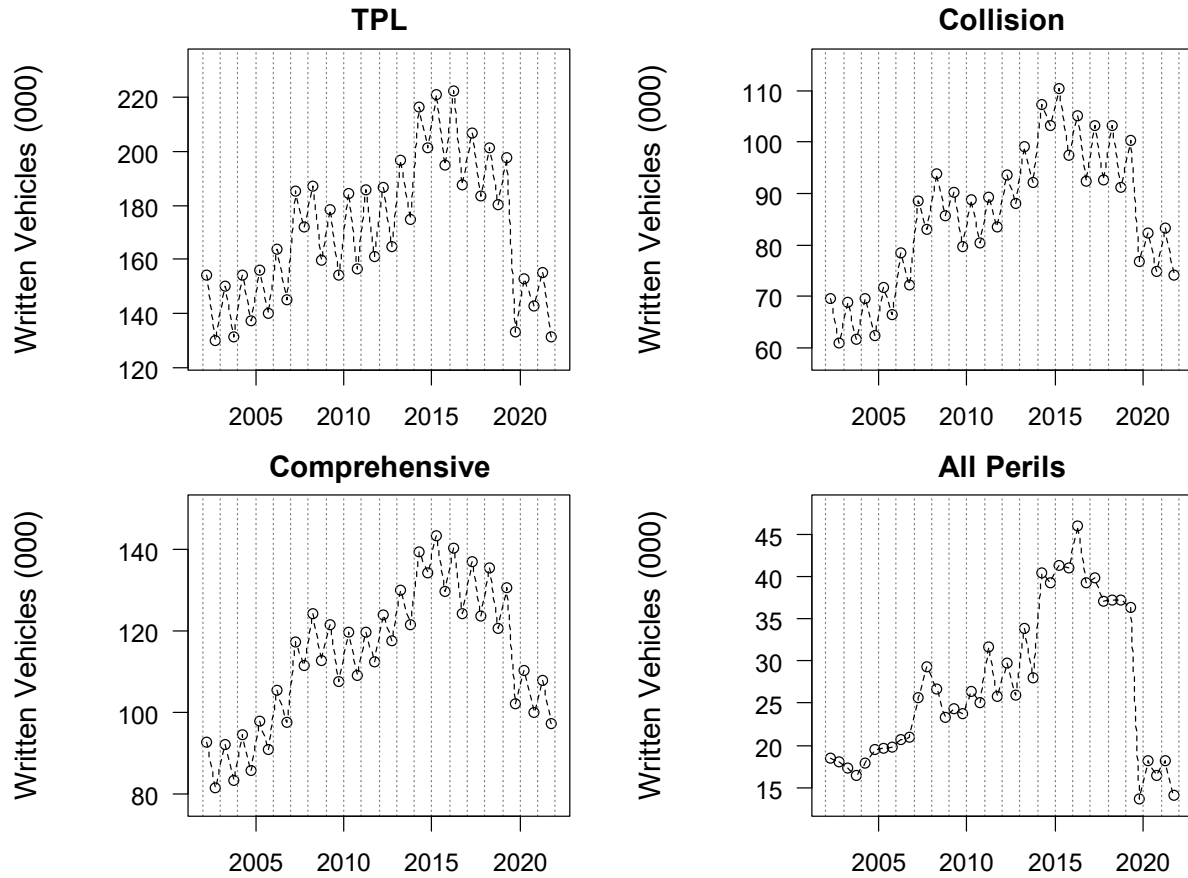 TPL
Written Vehicles (000)
220
200
180
160
140
120
2005 2010 2015 2020
Collision
Written Vehicles (000)
110
100
90
80
70
60
2005 2010 2015 2020
Comprehensive
Written Vehicles (000)
140
120
100
80
2005 2010 2015 2020
All Perils
Written Vehicles (000)
45
40
35
30
25
20
15
2005 2010 2015 2020